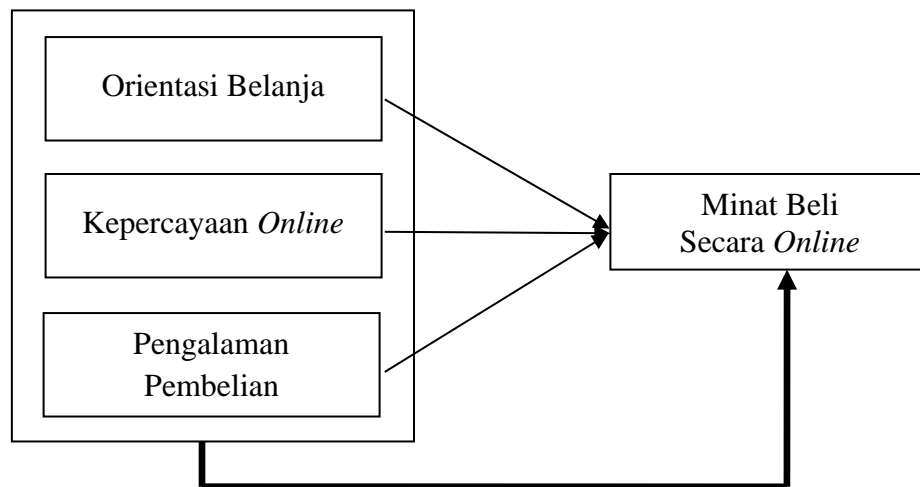 Orientasi Belanja
Kepercayaan Online
Pengalaman
Pembelian
Minat Beli
Secara Online